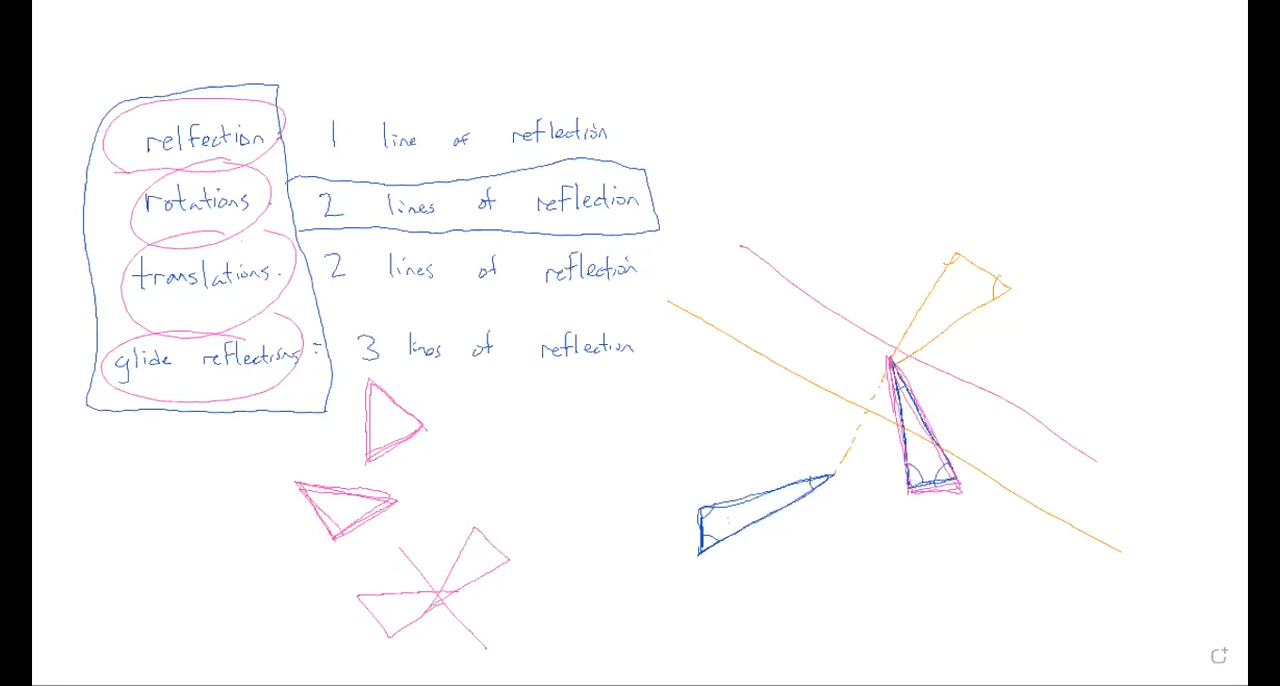 relfection: 1 line of reflection
rotations. 2 lines of reflection
translations. 2 lines of reflection
glide reflections: 3 lines of reflection